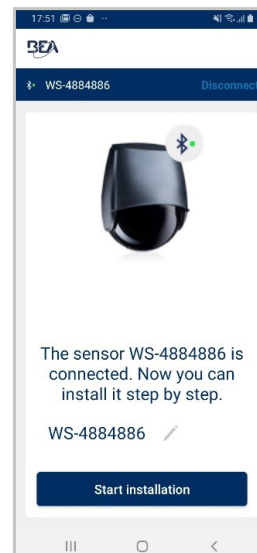 17:51
BEA
WS-4884886 Disconnect
The sensor WS-4884886 is
connected. Now you can
install it step by step.
WS-4884886
Start installation